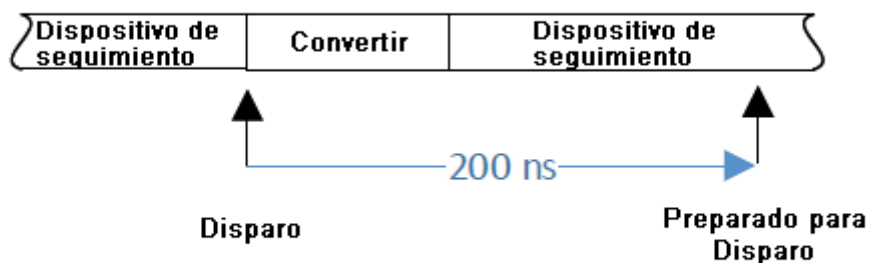 Dispositivo de
seguimiento
Convertir
Dispositivo de
seguimiento
200 ns
Disparo
Preparado para
Disparo